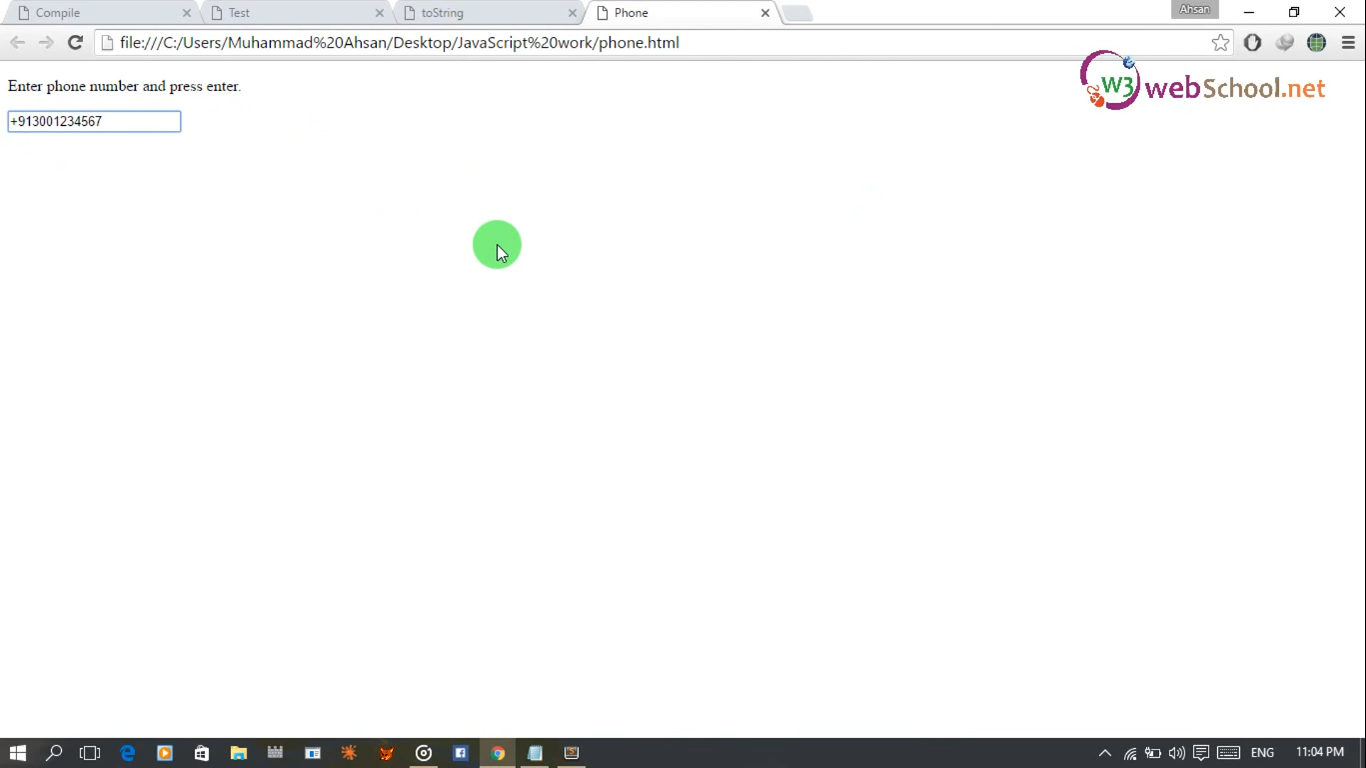 Compile
Test
toString
Phone
Ahsan
file:///C:/Users/Muhammad%20Ahsan/Desktop/JavaScript%20work/phone.html
Enter phone number and press enter.
W3 webSchool.net
+913001234567
ENG
11:04 PM